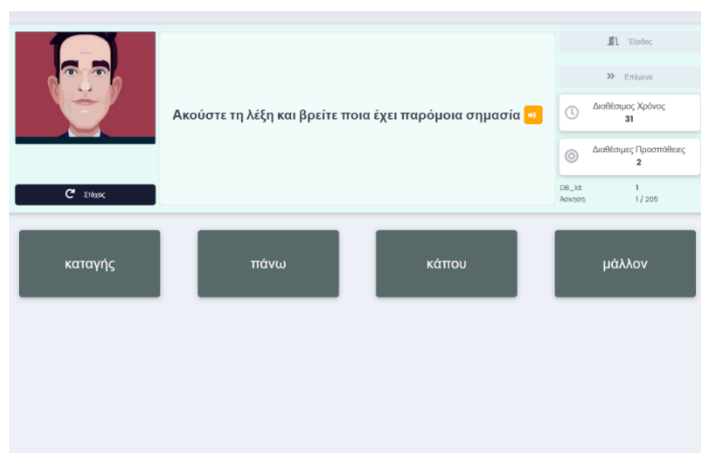 Ακούστε τη λέξη και βρείτε ποια έχει παρόμοια σημασία
Στόχος
Έξοδος
Επόμενο
Διαθέσιμος Χρόνος
31
Διαθέσιμες Προσπάθειες
2
DB_id: 1
Άσκηση: 1 / 205
καταγής
πάνω
κάπου
μάλλον